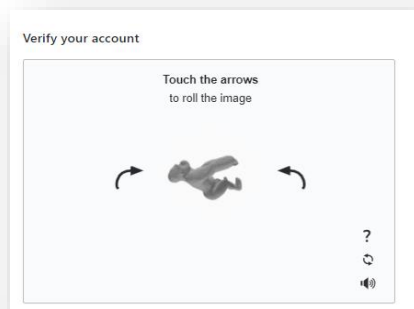 Verify your account
Touch the arrows
to roll the image
?